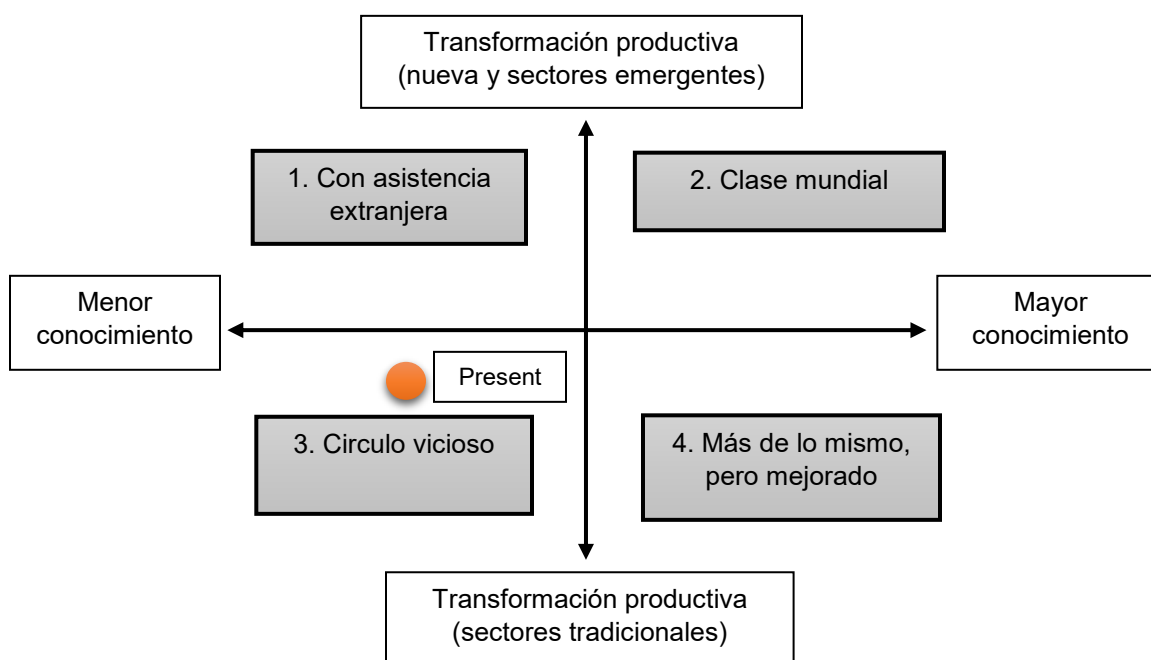 Transformación productiva
(nueva y sectores emergentes)
1. Con asistencia
extranjera
2. Clase mundial
Menor
conocimiento
Mayor
conocimiento
Present
3. Circulo vicioso
4. Más de lo mismo,
pero mejorado
Transformación productiva
(sectores tradicionales)